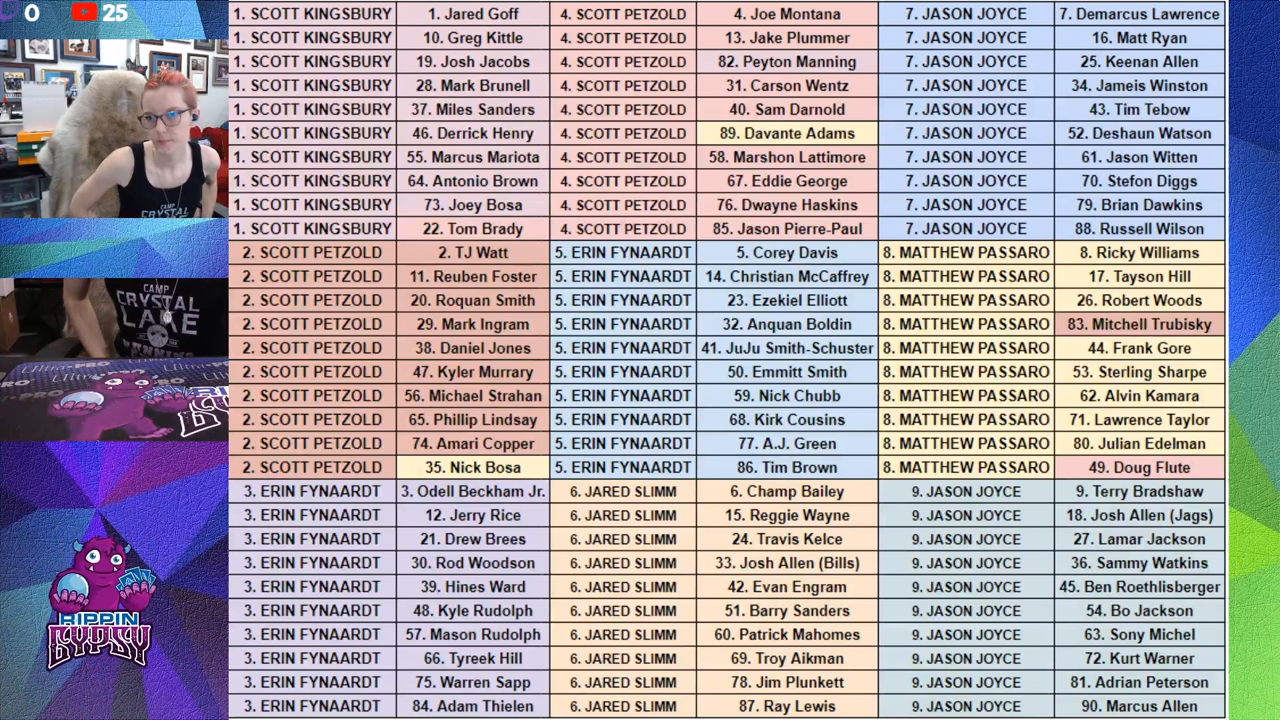 0 25
1. SCOTT KINGSBURY 1. Jared Goff 4. SCOTT PETZOLD 4. Joe Montana 7. JASON JOYCE 7. Demarcus Lawrence
1. SCOTT KINGSBURY 10. Greg Kittle 4. SCOTT PETZOLD 13. Jake Plummer 7. JASON JOYCE 16. Matt Ryan
1. SCOTT KINGSBURY 19. Josh Jacobs 4. SCOTT PETZOLD 82. Peyton Manning 7. JASON JOYCE 25. Keenan Allen
1. SCOTT KINGSBURY 28. Mark Brunell 4. SCOTT PETZOLD 31. Carson Wentz 7. JASON JOYCE 34. Jameis Winston
1. SCOTT KINGSBURY 37. Miles Sanders 4. SCOTT PETZOLD 40. Sam Darnold 7. JASON JOYCE 43. Tim Tebow
1. SCOTT KINGSBURY 46. Derrick Henry 4. SCOTT PETZOLD 89. Davante Adams 7. JASON JOYCE 52. Deshaun Watson
1. SCOTT KINGSBURY 55. Marcus Mariota 4. SCOTT PETZOLD 58. Marshon Lattimore 7. JASON JOYCE 61. Jason Witten
1. SCOTT KINGSBURY 64. Antonio Brown 4. SCOTT PETZOLD 67. Eddie George 7. JASON JOYCE 70. Stefon Diggs
1. SCOTT KINGSBURY 73. Joey Bosa 4. SCOTT PETZOLD 76. Dwayne Haskins 7. JASON JOYCE 79. Brian Dawkins
1. SCOTT KINGSBURY 22. Tom Brady 4. SCOTT PETZOLD 85. Jason Pierre-Paul 7. JASON JOYCE 88. Russell Wilson
2. SCOTT PETZOLD 2. TJ Watt 5. ERIN FYNAARDT 5. Corey Davis 8. MATTHEW PASSARO 8. Ricky Williams
2. SCOTT PETZOLD 11. Reuben Foster 5. ERIN FYNAARDT 14. Christian McCaffrey 8. MATTHEW PASSARO 17. Tayson Hill
2. SCOTT PETZOLD 20. Roquan Smith 5. ERIN FYNAARDT 23. Ezekiel Elliott 8. MATTHEW PASSARO 26. Robert Woods
2. SCOTT PETZOLD 29. Mark Ingram 5. ERIN FYNAARDT 32. Anquan Boldin 8. MATTHEW PASSARO 83. Mitchell Trubisky
2. SCOTT PETZOLD 38. Daniel Jones 5. ERIN FYNAARDT 41. JuJu Smith-Schuster 8. MATTHEW PASSARO 44. Frank Gore
2. SCOTT PETZOLD 47. Kyler Murrary 5. ERIN FYNAARDT 50. Emmitt Smith 8. MATTHEW PASSARO 53. Sterling Sharpe
2. SCOTT PETZOLD 56. Michael Strahan 5. ERIN FYNAARDT 59. Nick Chubb 8. MATTHEW PASSARO 62. Alvin Kamara
2. SCOTT PETZOLD 65. Phillip Lindsay 5. ERIN FYNAARDT 68. Kirk Cousins 8. MATTHEW PASSARO 71. Lawrence Taylor
2. SCOTT PETZOLD 74. Amari Copper 5. ERIN FYNAARDT 77. A.J. Green 8. MATTHEW PASSARO 80. Julian Edelman
2. SCOTT PETZOLD 35. Nick Bosa 5. ERIN FYNAARDT 86. Tim Brown 8. MATTHEW PASSARO 49. Doug Flute
3. ERIN FYNAARDT 3. Odell Beckham Jr. 6. JARED SLIMM 6. Champ Bailey 9. JASON JOYCE 9. Terry Bradshaw
3. ERIN FYNAARDT 12. Jerry Rice 6. JARED SLIMM 15. Reggie Wayne 9. JASON JOYCE 18. Josh Allen (Jags)
3. ERIN FYNAARDT 21. Drew Brees 6. JARED SLIMM 24. Travis Kelce 9. JASON JOYCE 27. Lamar Jackson
3. ERIN FYNAARDT 30. Rod Woodson 6. JARED SLIMM 33. Josh Allen (Bills) 9. JASON JOYCE 36. Sammy Watkins
3. ERIN FYNAARDT 39. Hines Ward 6. JARED SLIMM 42. Evan Engram 9. JASON JOYCE 45. Ben Roethlisberger
3. ERIN FYNAARDT 48. Kyle Rudolph 6. JARED SLIMM 51. Barry Sanders 9. JASON JOYCE 54. Bo Jackson
3. ERIN FYNAARDT 57. Mason Rudolph 6. JARED SLIMM 60. Patrick Mahomes 9. JASON JOYCE 63. Sony Michel
3. ERIN FYNAARDT 66. Tyreek Hill 6. JARED SLIMM 69. Troy Aikman 9. JASON JOYCE 72. Kurt Warner
3. ERIN FYNAARDT 75. Warren Sapp 6. JARED SLIMM 78. Jim Plunkett 9. JASON JOYCE 81. Adrian Peterson
3. ERIN FYNAARDT 84. Adam Thielen 6. JARED SLIMM 87. Ray Lewis 9. JASON JOYCE 90. Marcus Allen
CAMP
CRYSTAL
CAMP
CRYSTAL
LAKE
RIPPIN
GYPSY